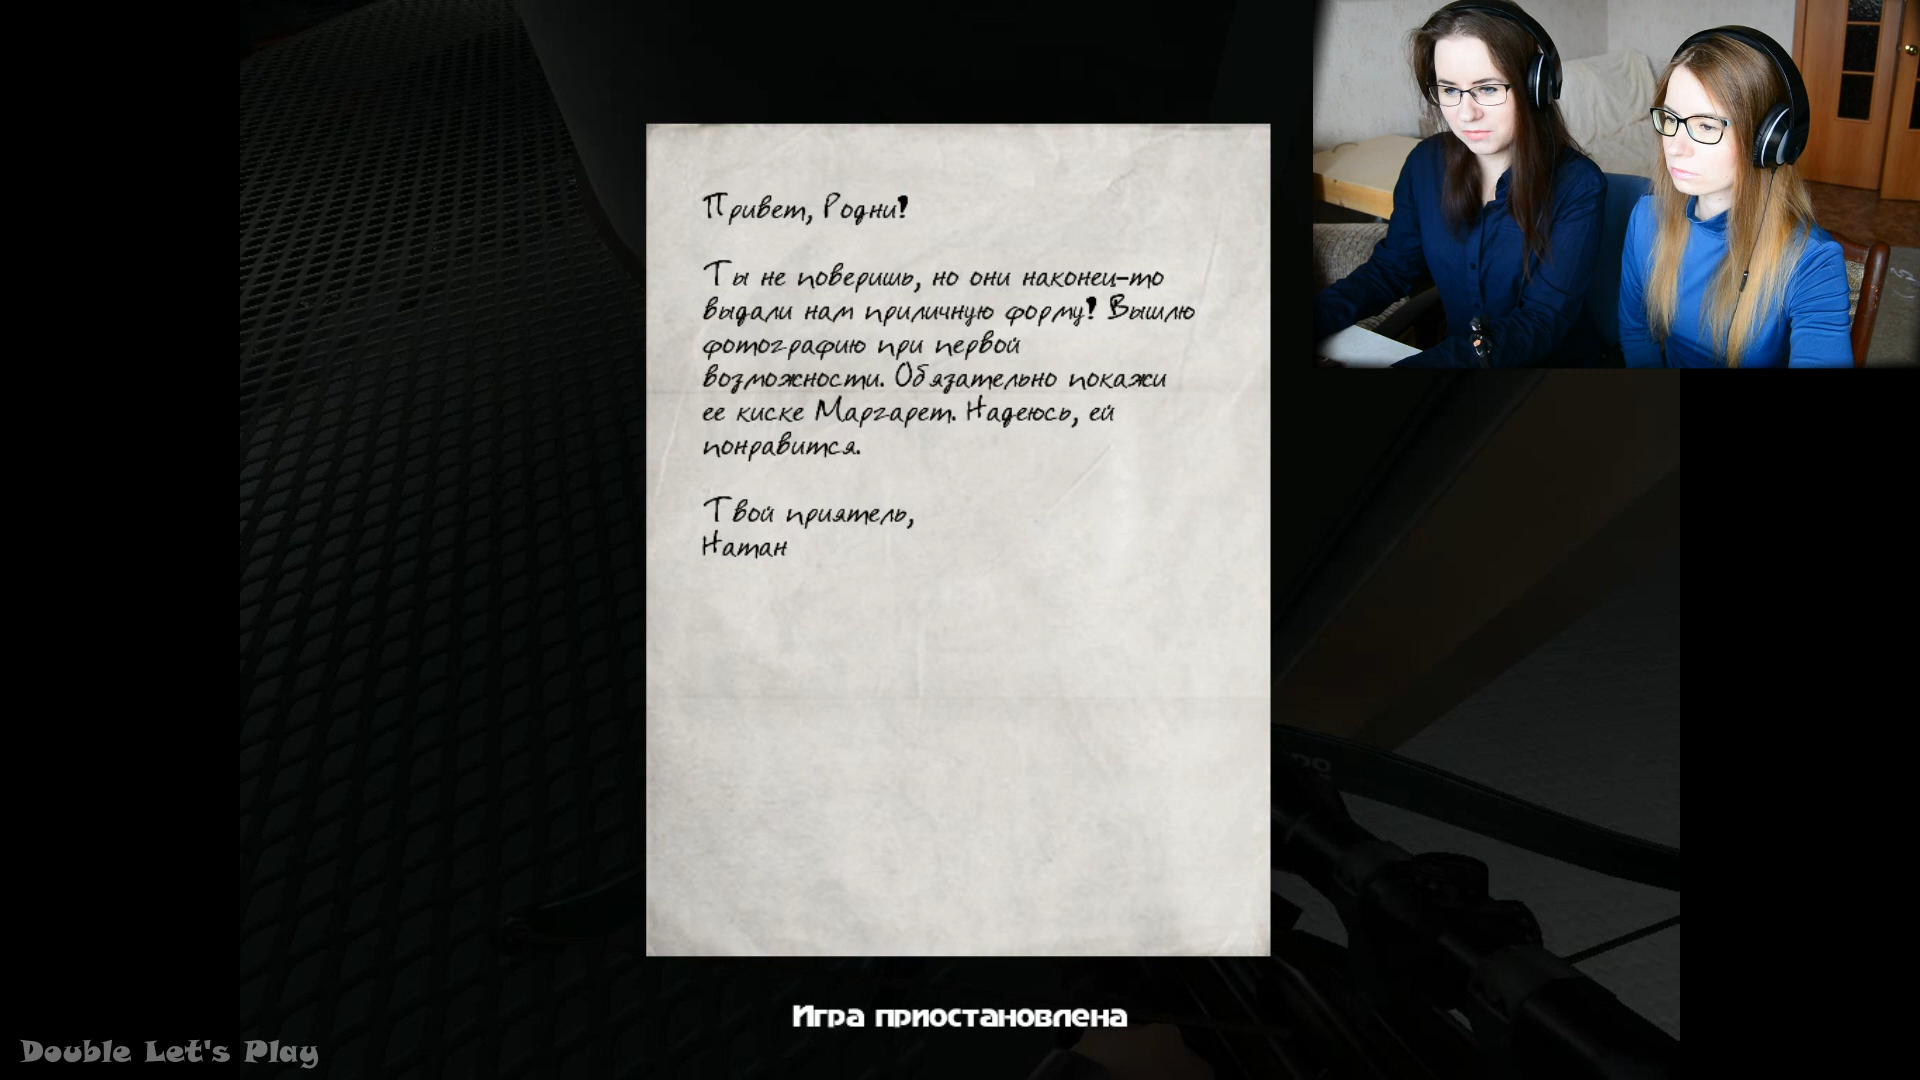 Привет, Родни!
Ты не поверишь, но они наконец-то
выдали нам приличную форму! Вышлю
фотографию при первой
возможности. Обязательно покажи
ее киске Маргарет. Надеюсь, ей
понравится.
Твой приятель,
Натан
Игра приостановлена
Double Let's Play